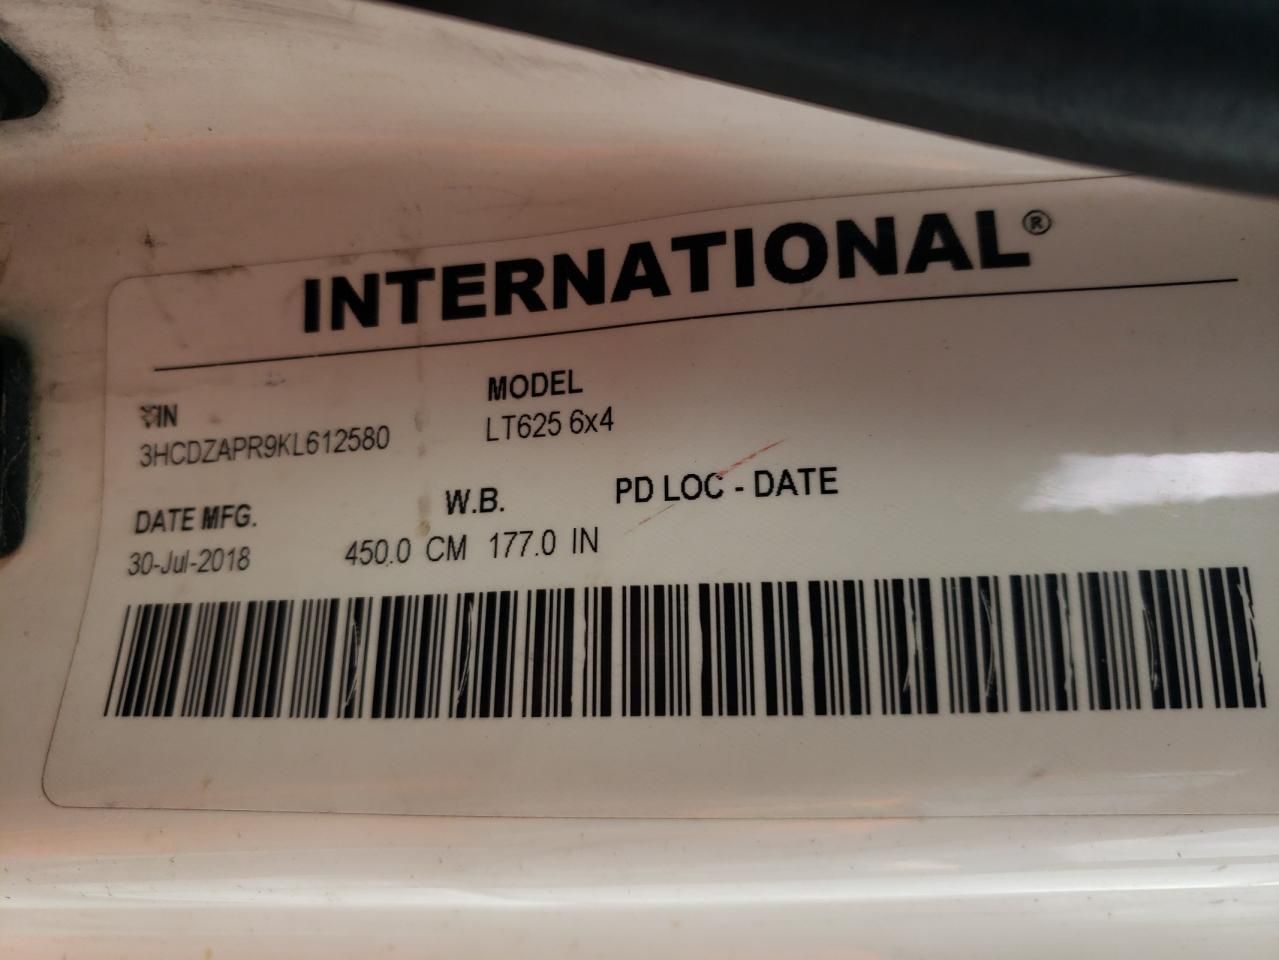 INTERNATIONAL®
VIN
3HCDZAPR9KL612580
MODEL
LT625 6x4
DATE MFG.
30-Jul-2018
W.B.
450.0 CM 177.0 IN
PD LOC - DATE